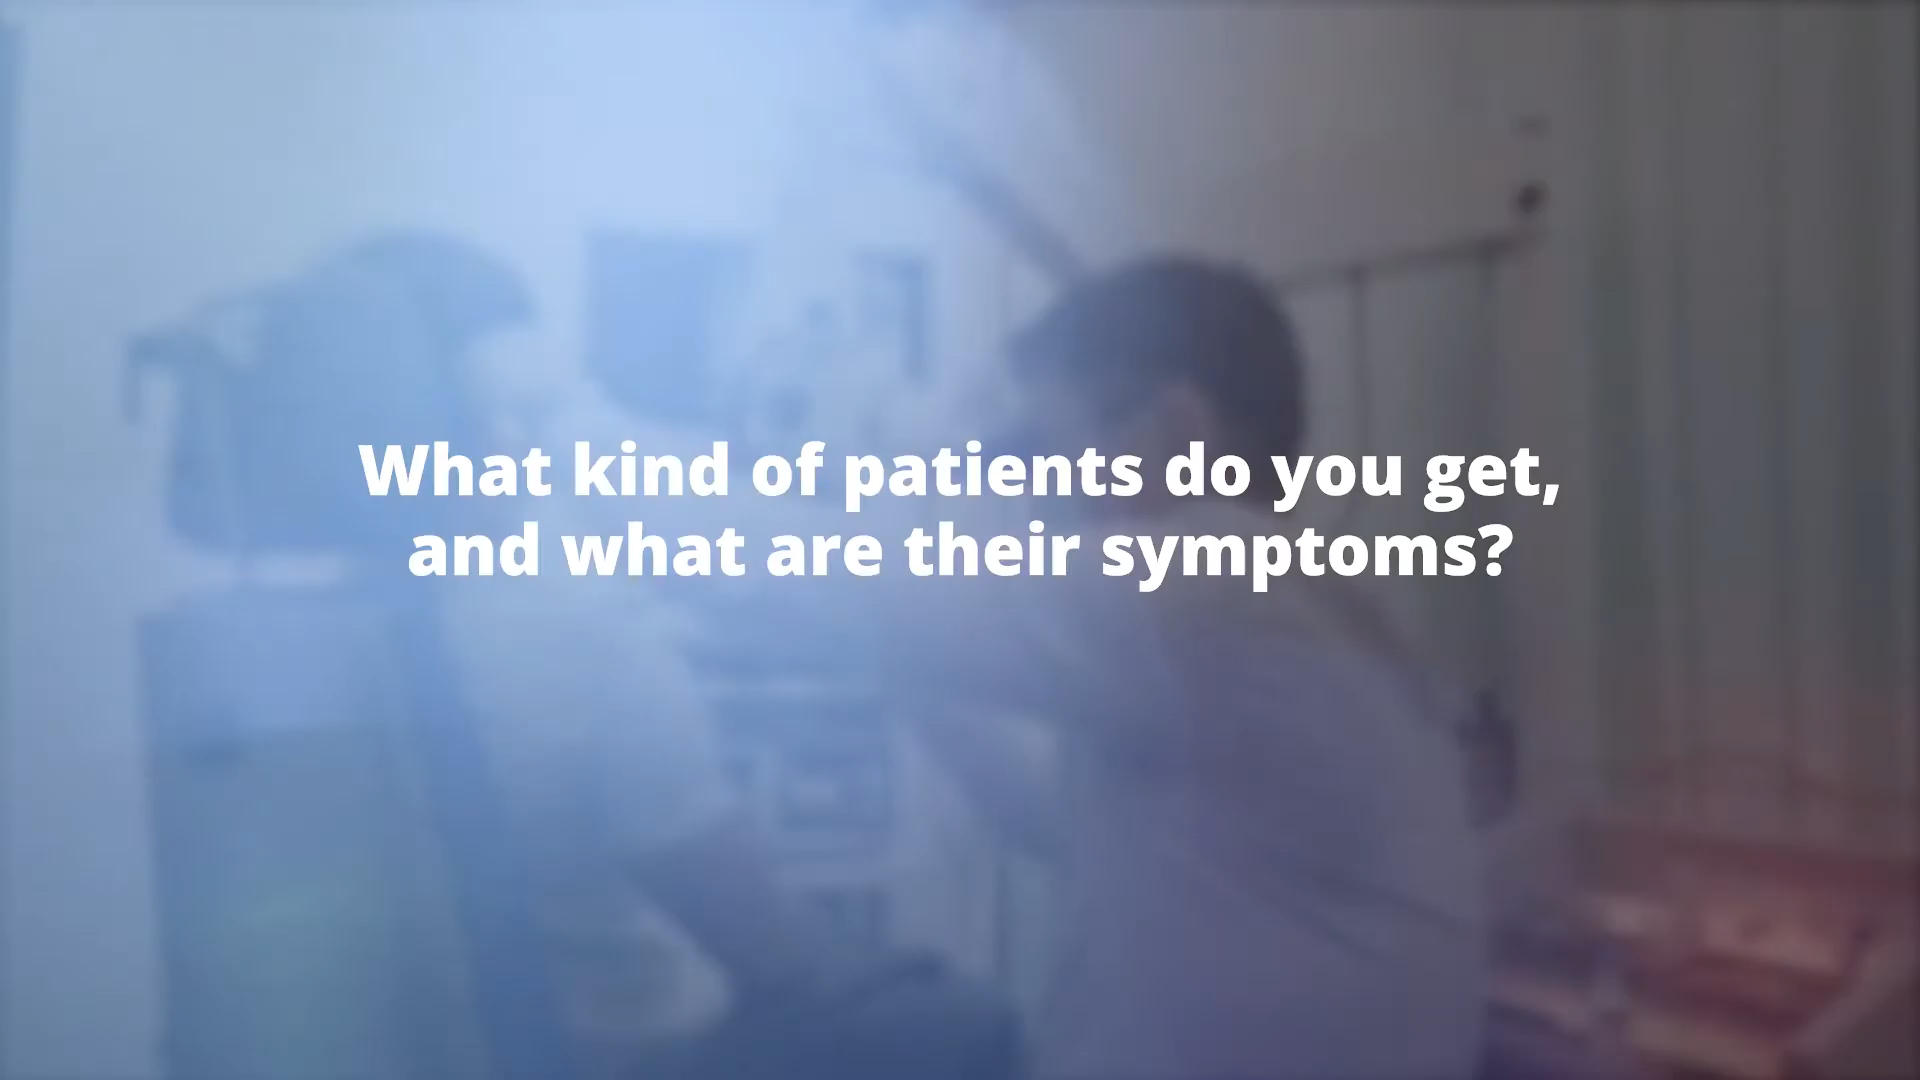 What kind of patients do you get,
and what are their symptoms?